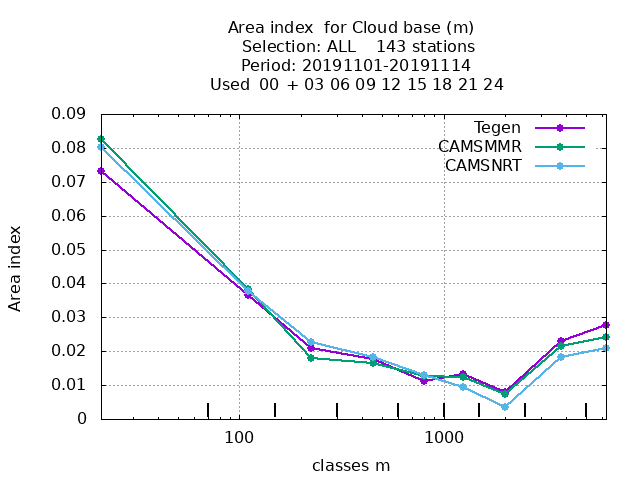 Area index  for Cloud base (m)
Selection: ALL    143 stations
Period: 20191101-20191114
Used  00 + 03 06 09 12 15 18 21 24
0.09
0.08
0.07
0.06
0.05
0.04
0.03
0.02
0.01
0
Area index
Tegen
CAMSMMR
CAMSNRT
100
1000
classes m